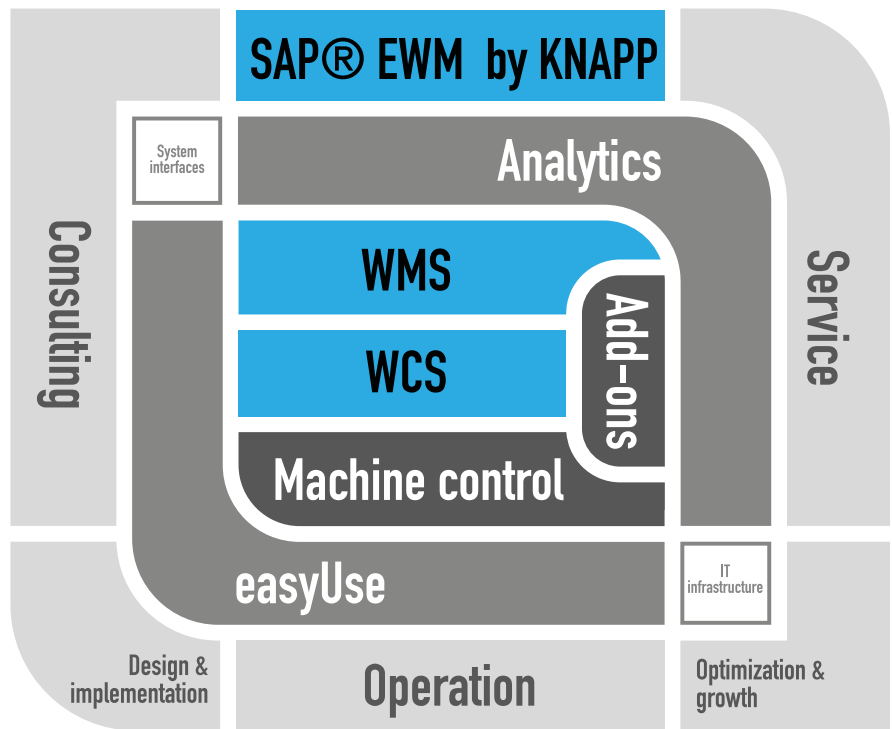 SAP® EWM by KNAPP
System
interfaces
Analytics
Consulting
WMS
Service
Add-ons
WCS
Machine control
easyUse
IT
infrastructure
Design &
implementation
Operation
Optimization &
growth